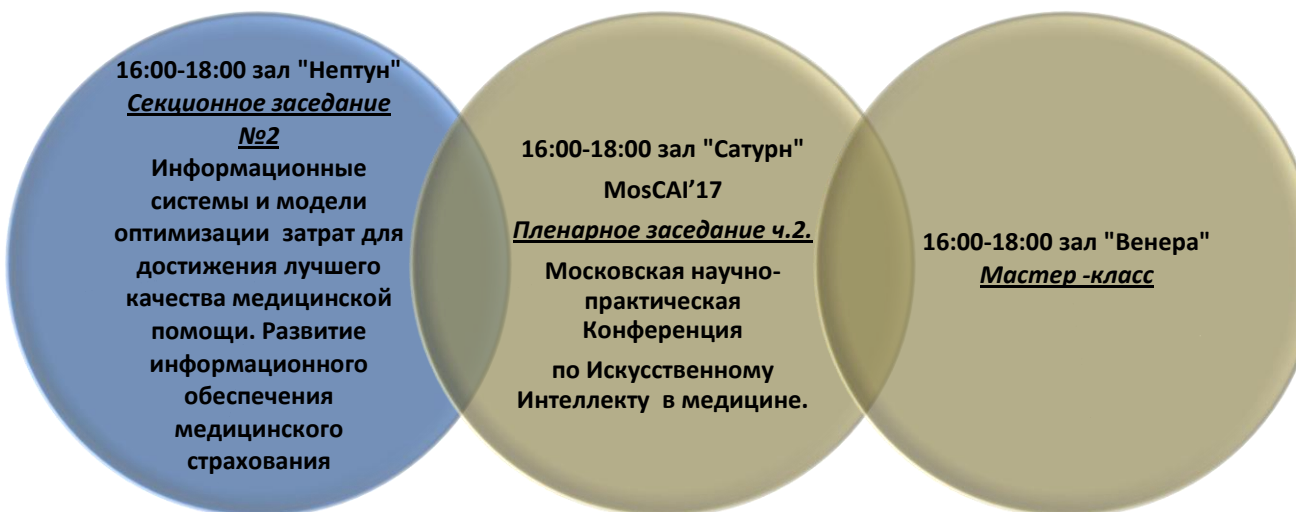 16:00-18:00 зал "Нептун"
Секционное заседание
№2
Информационные
системы и модели
оптимизации  затрат для
достижения лучшего
качества медицинской
помощи. Развитие
информационного
обеспечения
медицинского
страхования
16:00-18:00 зал "Сатурн"
MosCAI’17
Пленарное заседание ч.2.
Московская научно-
практическая
Конференция
по Искусственному
Интеллекту  в медицине.
16:00-18:00 зал "Венера"
Мастер -класс